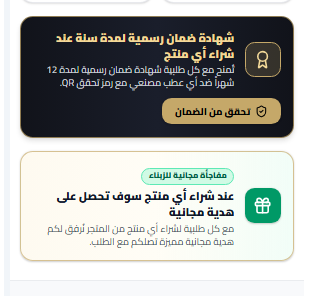 شهادة ضمان رسمية لمدة سنة عند
شراء أي منتج
تُمنح مع كل طلبية شهادة ضمان رسمية لمدة 12
شهراً ضد أي عطب مصنعي مع رمز تحقق QR.
تحقق من الضمان
مفاجأة مجانية للزبناء
عند شراء أي منتج سوف تحصل على
هدية مجانية
مع كل طلبية لشراء أي منتج من المتجر نُرفق لكم
هدية مجانية مميزة تصلكم مع الطلب.